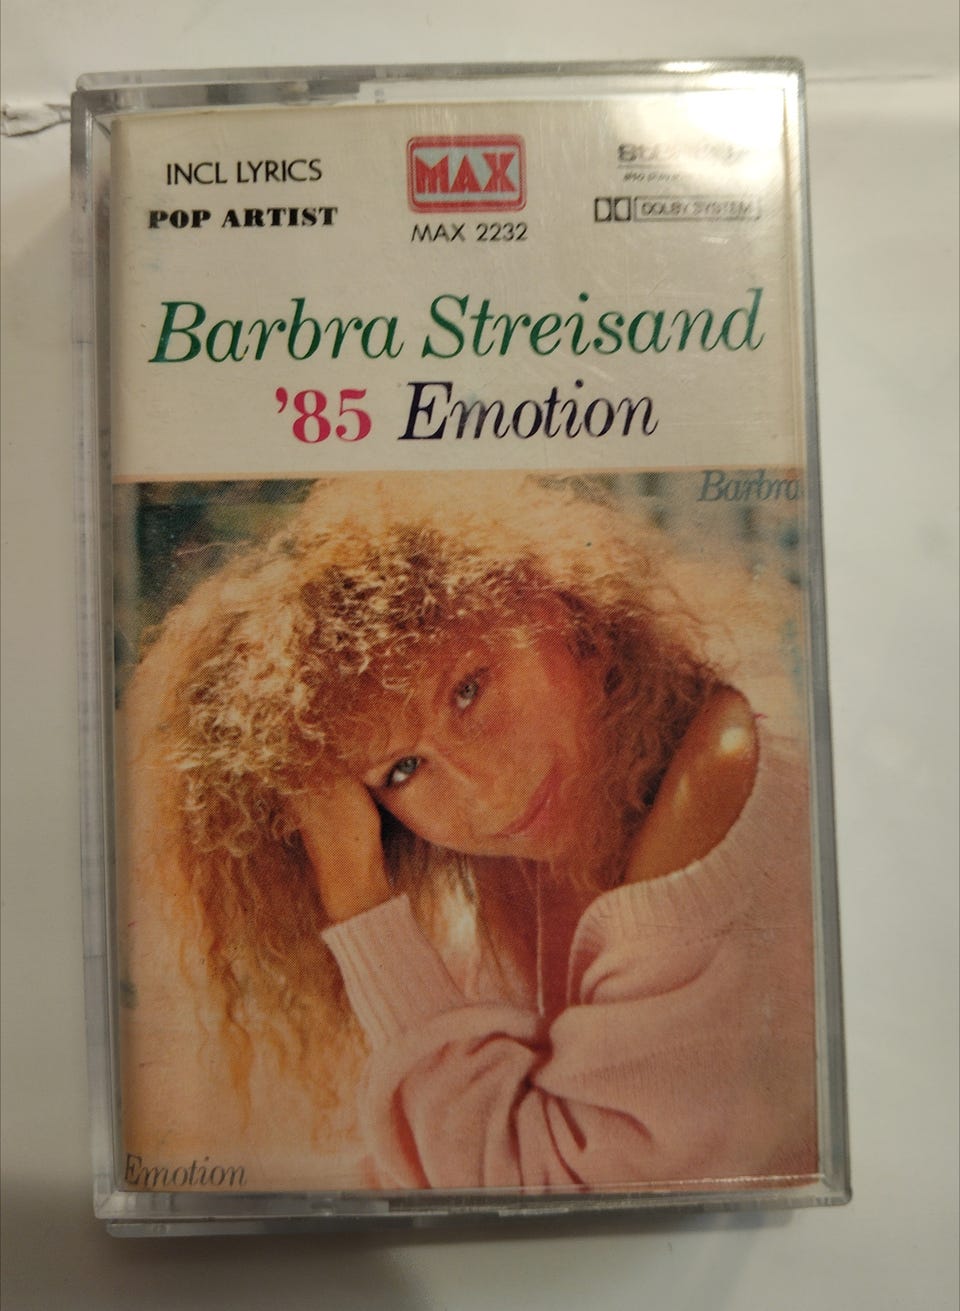 INCL LYRICS
POP ARTIST
MAX
MAX 2232
DOLBY SYSTEM
Barbra Streisand
'85 Emotion
Barbra
Emotion